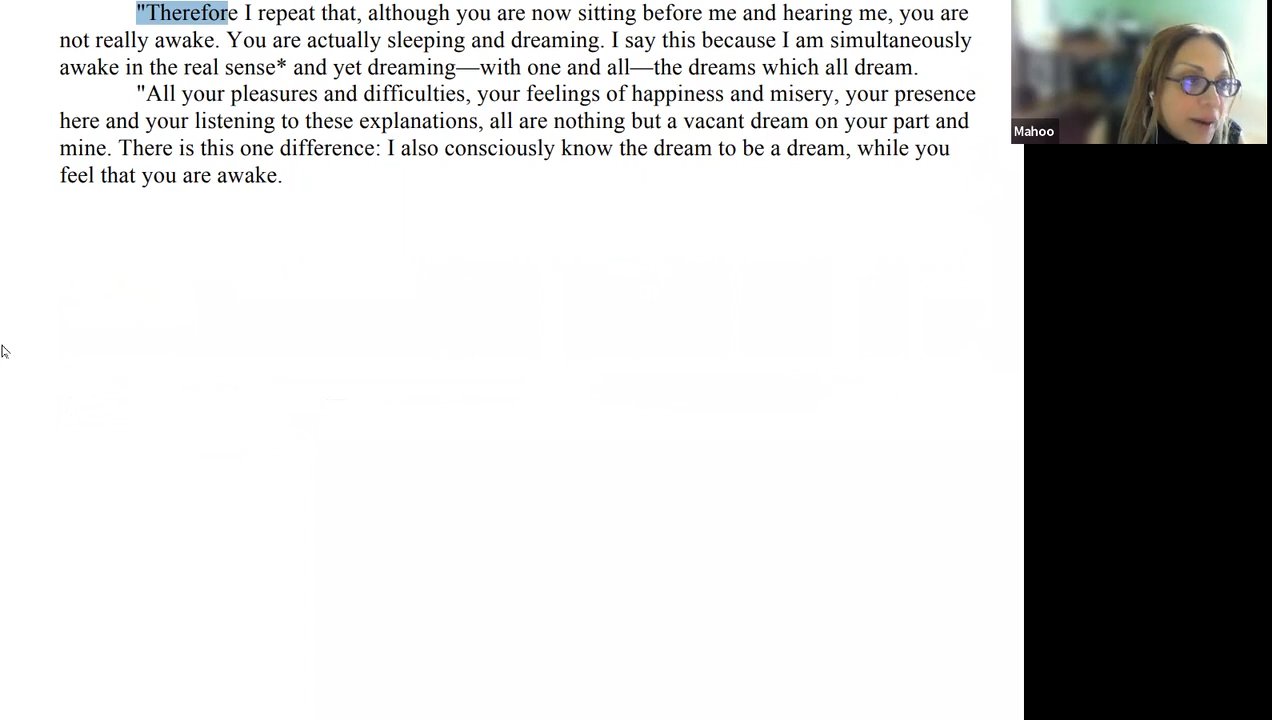 "Therefore I repeat that, although you are now sitting before me and hearing me, you are
not really awake. You are actually sleeping and dreaming. I say this because I am simultaneously
awake in the real sense* and yet dreaming—with one and all—the dreams which all dream.
"All your pleasures and difficulties, your feelings of happiness and misery, your presence
here and your listening to these explanations, all are nothing but a vacant dream on your part and
mine. There is this one difference: I also consciously know the dream to be a dream, while you
feel that you are awake.
Mahoo